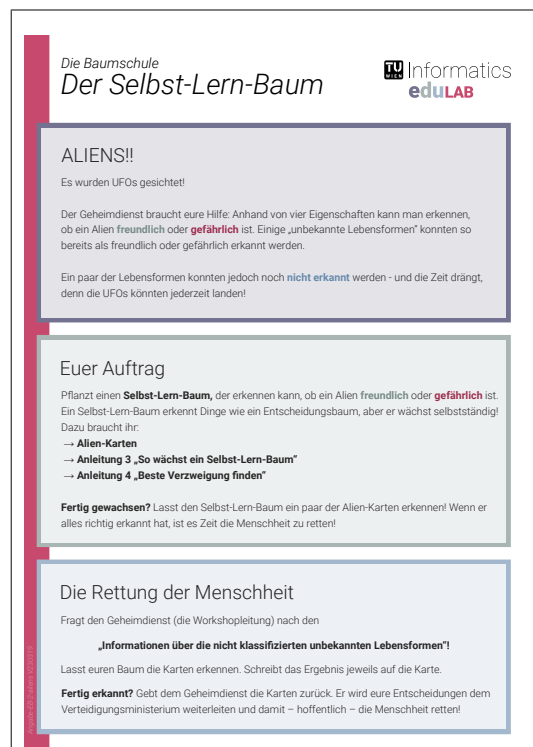 Die Baumschule
Der Selbst-Lern-Baum
TU WIEN Informatics
eduLAB
ALIENS!!
Es wurden UFOs gesichtet!
Der Geheimdienst braucht eure Hilfe: Anhand von vier Eigenschaften kann man erkennen,
ob ein Alien freundlich oder gefährlich ist. Einige „unbekannte Lebensformen“ konnten so
bereits als freundlich oder gefährlich erkannt werden.
Ein paar der Lebensformen konnten jedoch noch nicht erkannt werden - und die Zeit drängt,
denn die UFOs könnten jederzeit landen!
Euer Auftrag
Pflanzt einen Selbst-Lern-Baum, der erkennen kann, ob ein Alien freundlich oder gefährlich ist.
Ein Selbst-Lern-Baum erkennt Dinge wie ein Entscheidungsbaum, aber er wächst selbstständig!
Dazu braucht ihr:
→ Alien-Karten
→ Anleitung 3 „So wächst ein Selbst-Lern-Baum“
→ Anleitung 4 „Beste Verzweigung finden“
Fertig gewachsen? Lasst den Selbst-Lern-Baum ein paar der Alien-Karten erkennen! Wenn er
alles richtig erkannt hat, ist es Zeit die Menschheit zu retten!
Die Rettung der Menschheit
Fragt den Geheimdienst (die Workshopleitung) nach den
„Informationen über die nicht klassifizierten unbekannten Lebensformen“!
Lasst euren Baum die Karten erkennen. Schreibt das Ergebnis jeweils auf die Karte.
Fertig erkannt? Gebt dem Geheimdienst die Karten zurück. Er wird eure Entscheidungen dem
Verteidigungsministerium weiterleiten und damit – hoffentlich – die Menschheit retten!